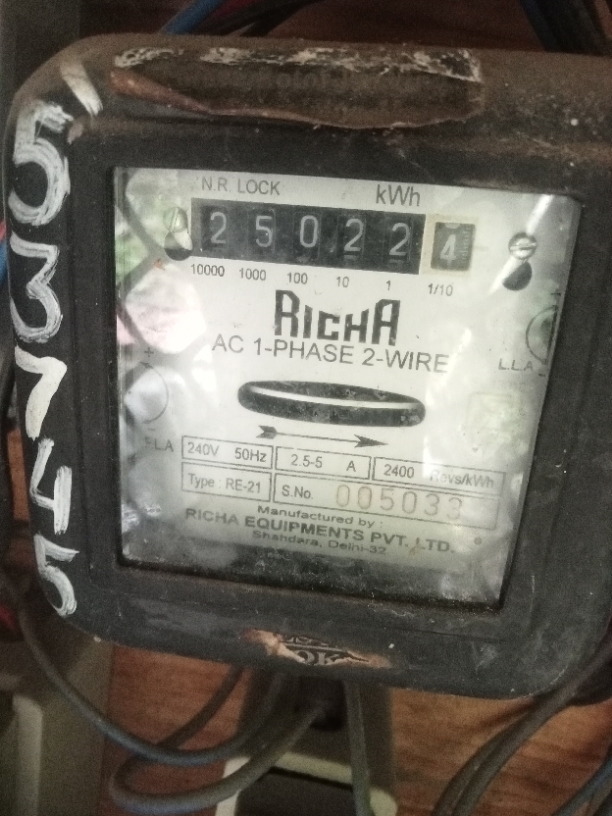 N.R. LOCK kWh
2 5 0 2 2 4
10000 1000 100 10 1 1/10
RICHA
AC 1-PHASE 2-WIRE
L.L.A
240V 50Hz 2.5-5 A 2400 Revs/kWh
Type : RE-21 S.No. 005033
Manufactured by :
RICHA EQUIPMENTS PVT. LTD.
Shahdara, Delhi-32